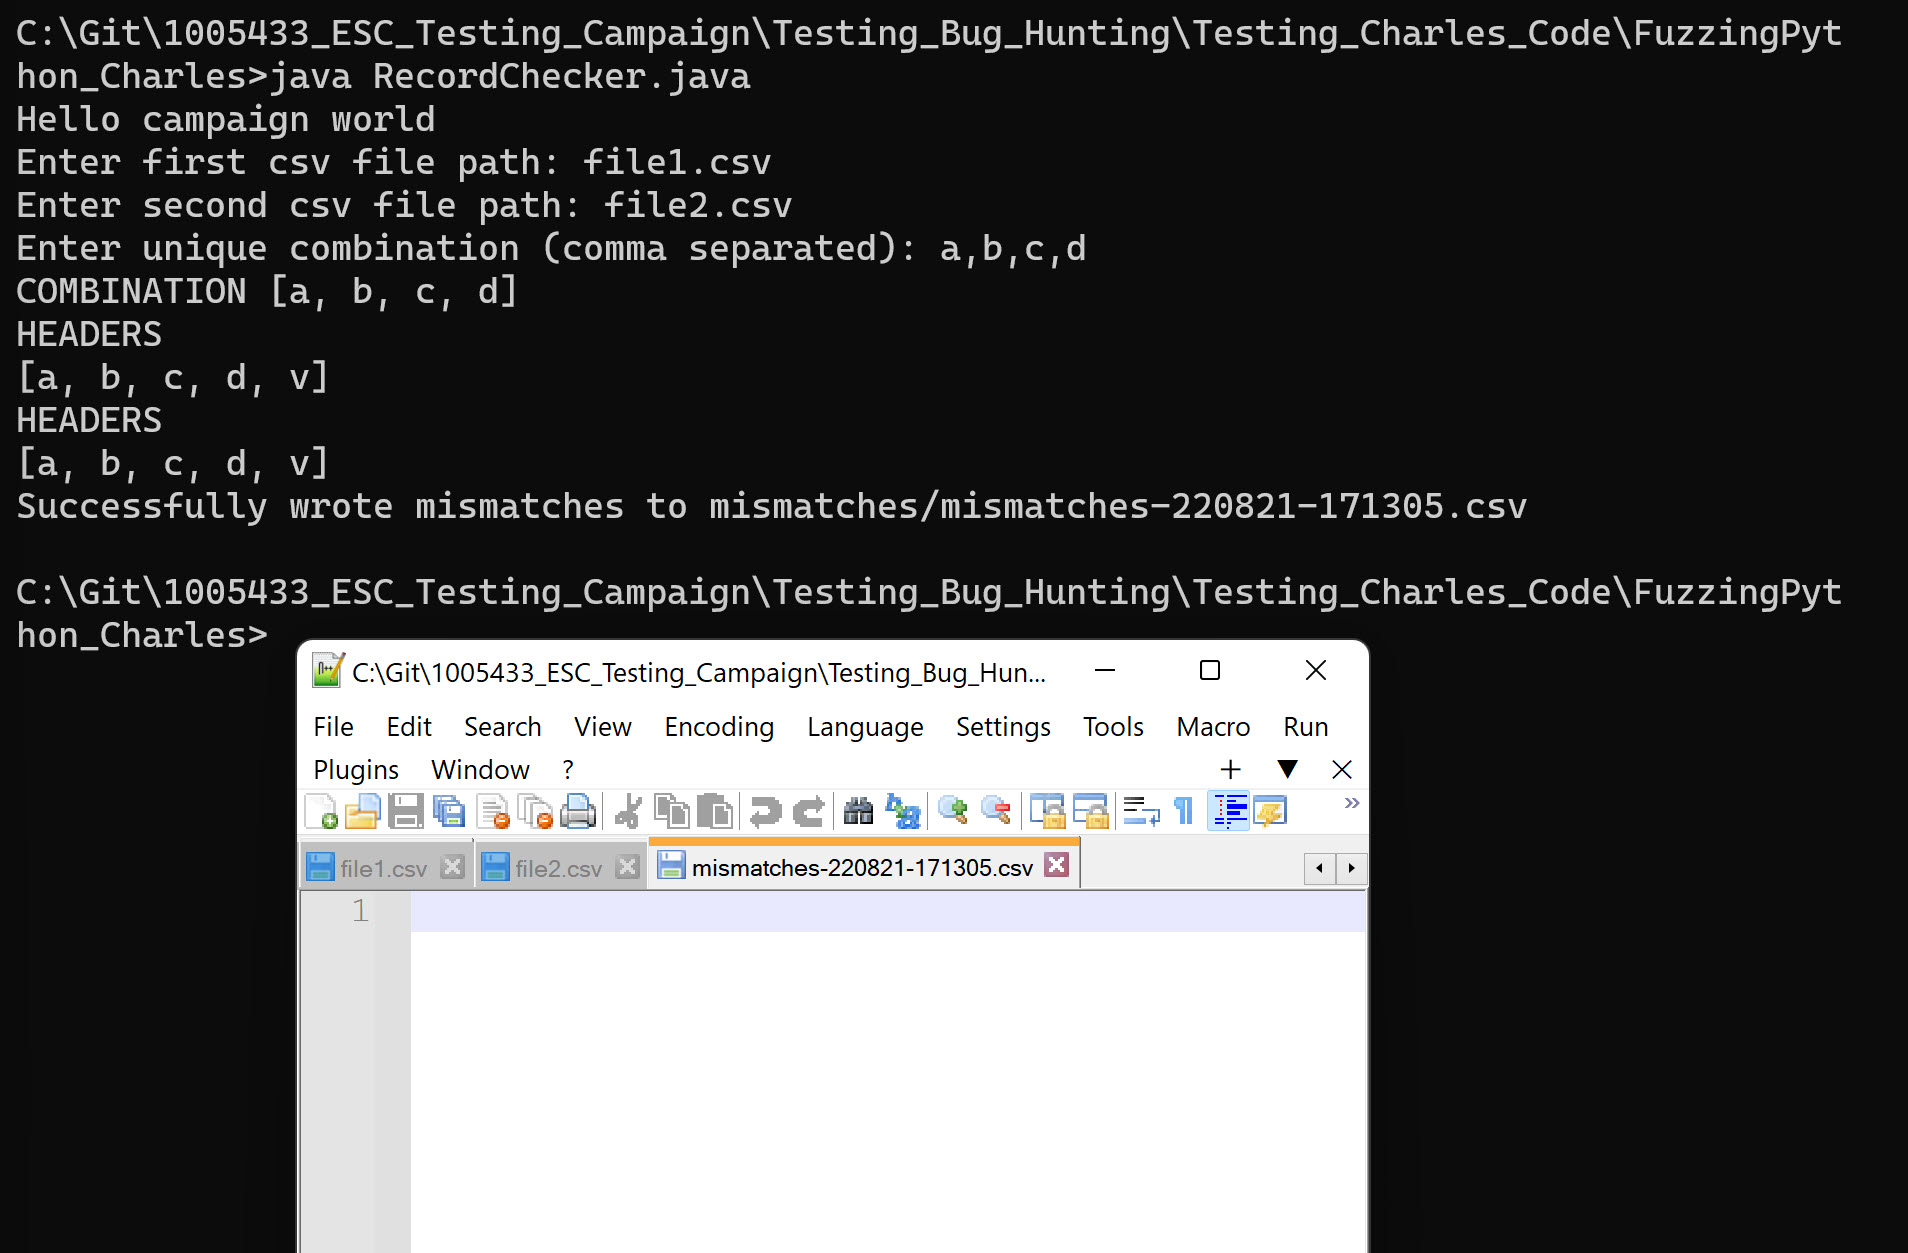 C:\Git\1005433_ESC_Testing_Campaign\Testing_Bug_Hunting\Testing_Charles_Code\FuzzingPyt
hon_Charles>java RecordChecker.java
Hello campaign world
Enter first csv file path: file1.csv
Enter second csv file path: file2.csv
Enter unique combination (comma separated): a,b,c,d
COMBINATION [a, b, c, d]
HEADERS
[a, b, c, d, v]
HEADERS
[a, b, c, d, v]
Successfully wrote mismatches to mismatches/mismatches-220821-171305.csv
C:\Git\1005433_ESC_Testing_Campaign\Testing_Bug_Hunting\Testing_Charles_Code\FuzzingPyt
hon_Charles>
C:\Git\1005433_ESC_Testing_Campaign\Testing_Bug_Hun...
File Edit Search View Encoding Language Settings Tools Macro Run
Plugins Window ?
file1.csv file2.csv mismatches-220821-171305.csv
1